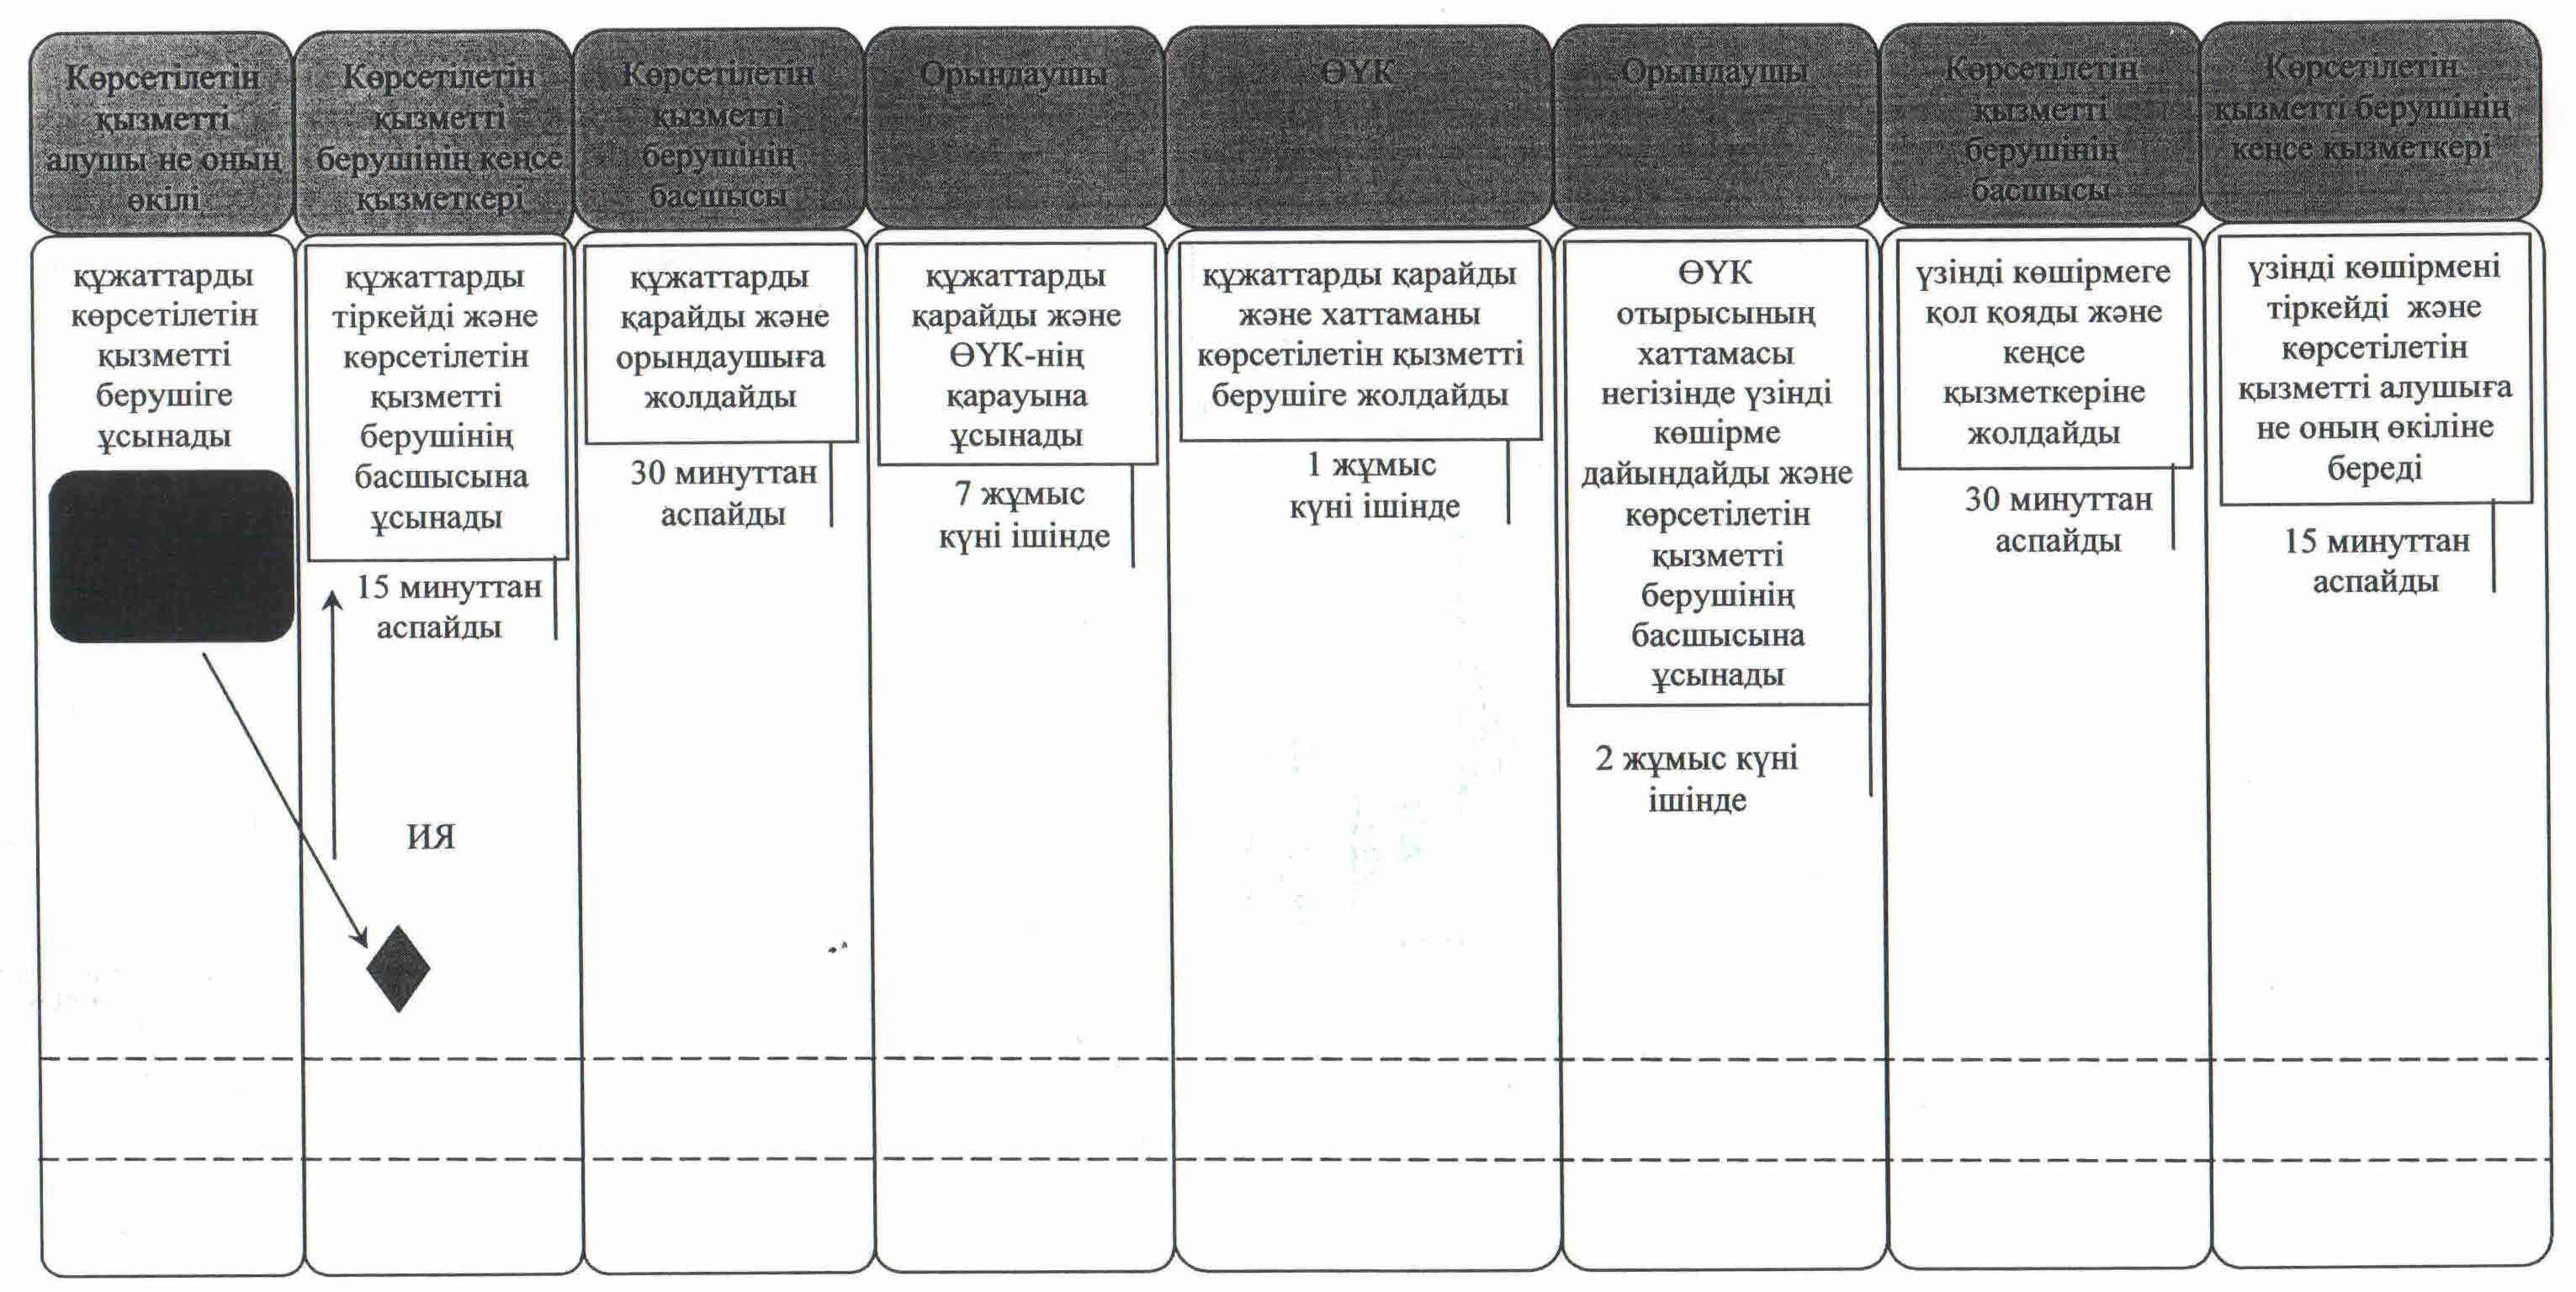 Көрсетілетін
қызметті
алушы не оның
өкілі
Көрсетілетін
қызметті
берушінің кеңсе
қызметкері
Көрсетілетін
қызметті
берушінің
басшысы
Орындаушы
ӨҮК
Орындаушы
Көрсетілетін
қызметті
берушінің
басшысы
Көрсетілетін
қызметті берушінің
кеңсе қызметкері
құжаттарды
көрсетілетін
қызметті
берушіге
ұсынады
құжаттарды
тіркейді және
көрсетілетін
қызметті
берушінің
басшысына
ұсынады
15 минуттан
аспайды
ИЯ
құжаттарды
қарайды және
орындаушыға
жолдайды
30 минуттан
аспайды
құжаттарды
қарайды және
ӨҮК-нің
қарауына
ұсынады
7 жұмыс
күні ішінде
құжаттарды қарайды
және хаттаманы
көрсетілетін қызметті
берушіге жолдайды
1 жұмыс
күні ішінде
ӨҮК
отырысының
хаттамасы
негізінде үзінді
көшірме
дайындайды және
көрсетілетін
қызметті
берушінің
басшысына
ұсынады
2 жұмыс күні
ішінде
үзінді көшірмеге
қол қояды және
кеңсе
қызметкеріне
жолдайды
30 минуттан
аспайды
үзінді көшірмені
тіркейді және
көрсетілетін
қызметті алушыға
не оның өкіліне
береді
15 минуттан
аспайды